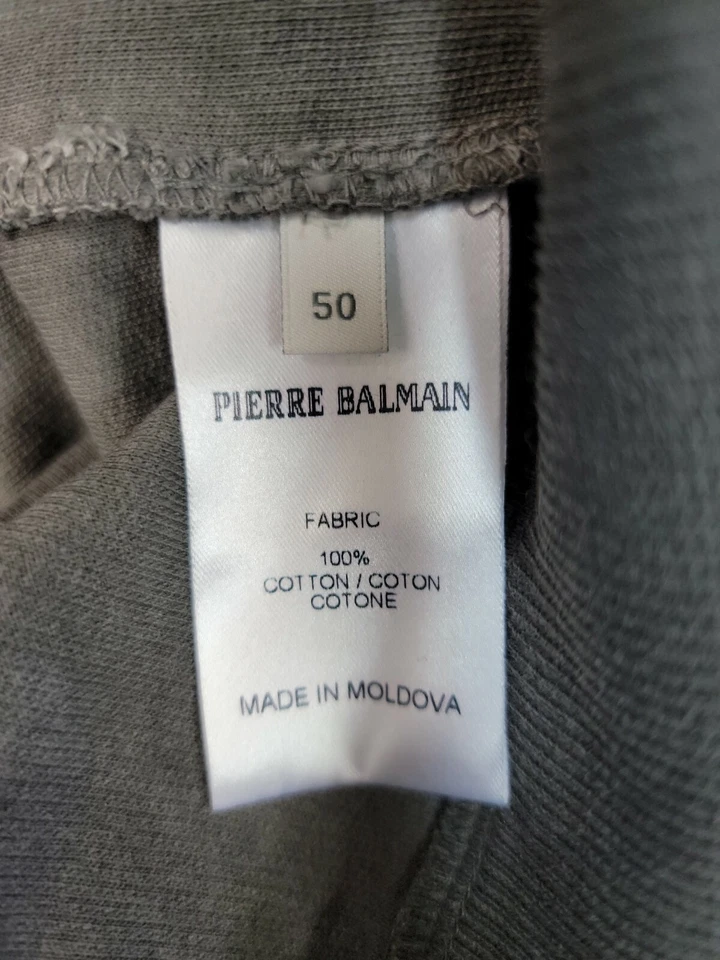 50
PIERRE BALMAIN
FABRIC
100%
COTTON / COTON
COTONE
MADE IN MOLDOVA